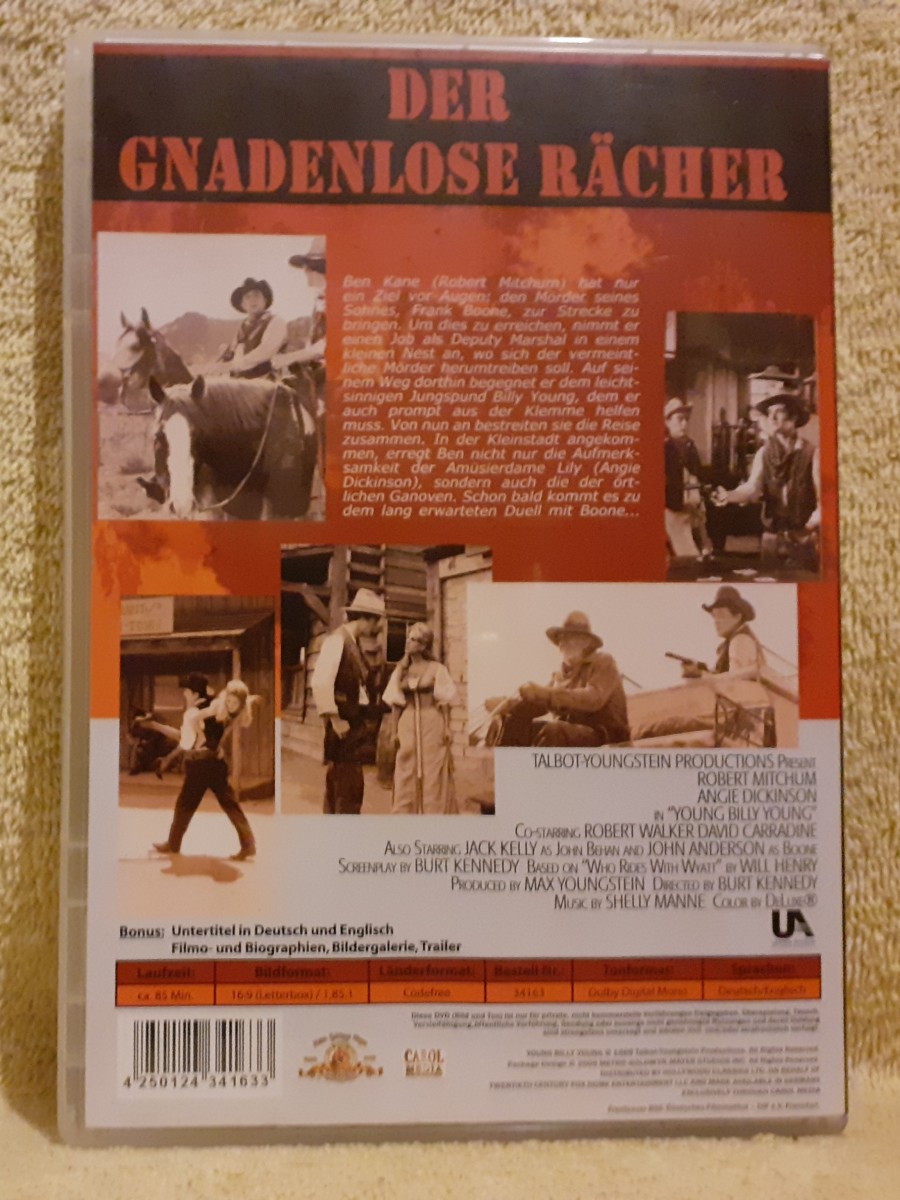 DER
GNADENLOSE RÄCHER
Ben Kane (Robert Mitchum) hat nur
ein Ziel vor Augen: den Mörder seines
Sohnes, Frank Boone, zur Strecke zu
bringen. Um dies zu erreichen, nimmt er
einen Job als Deputy Marshal in einem
kleinen Nest an, wo sich der vermeint-
liche Mörder herumtreiben soll. Auf sei-
nem Weg dorthin begegnet er dem leicht-
sinnigen Jungspund Billy Young, dem er
auch prompt aus der Klemme helfen
muss. Von nun an bestreiten sie die Reise
zusammen. In der Kleinstadt angekom-
men, erregt Ben nicht nur die Aufmerk-
samkeit der Amüsierdame Lily (Angie
Dickinson), sondern auch die der ört-
lichen Ganoven. Schon bald kommt es zu
dem lang erwarteten Duell mit Boone...
TALBOT-YOUNGSTEIN PRODUCTIONS PRESENT
ROBERT MITCHUM
ANGIE DICKINSON
IN "YOUNG BILLY YOUNG"
CO-STARRING ROBERT WALKER DAVID CARRADINE
ALSO STARRING JACK KELLY AS JOHN BEHAN AND JOHN ANDERSON AS BOONE
SCREENPLAY BY BURT KENNEDY BASED ON "WHO RIDES WITH WYATT" BY WILL HENRY
PRODUCED BY MAX YOUNGSTEIN DIRECTED BY BURT KENNEDY
MUSIC BY SHELLY MANNE COLOR BY DELUXE®
UA
Bonus: Untertitel in Deutsch und Englisch
Filmo- und Biographien, Bildergalerie, Trailer
Laufzeit: Bildformat: Länderformat: Bestell-Nr.: Tonformat: Sprachen:
ca. 85 Min. 16:9 (Letterbox) / 1,85:1 Codefree 34163 Dolby Digital Mono Deutsch/Englisch
4 250124 341633
CAROL
MEDIA